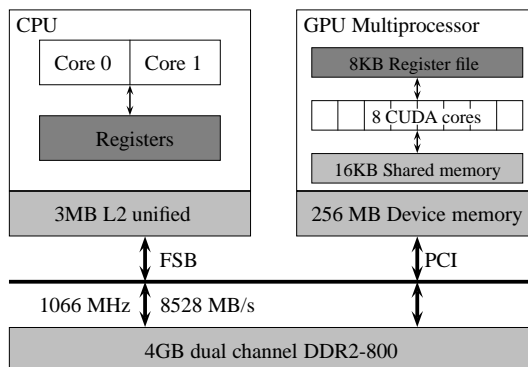 CPU
Core 0
Core 1
Registers
3MB L2 unified
GPU Multiprocessor
8KB Register file
8 CUDA cores
16KB Shared memory
256 MB Device memory
FSB
PCI
1066 MHz
8528 MB/s
4GB dual channel DDR2-800